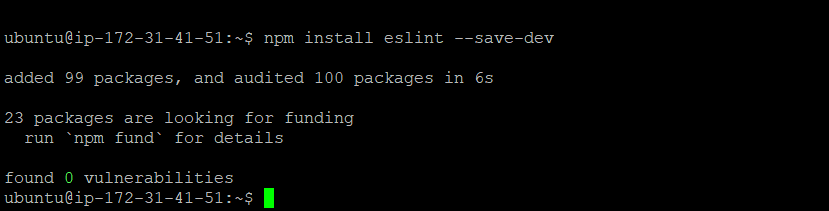 ubuntu@ip-172-31-41-51:~$ npm install eslint --save-dev
added 99 packages, and audited 100 packages in 6s
23 packages are looking for funding
  run `npm fund` for details
found 0 vulnerabilities
ubuntu@ip-172-31-41-51:~$